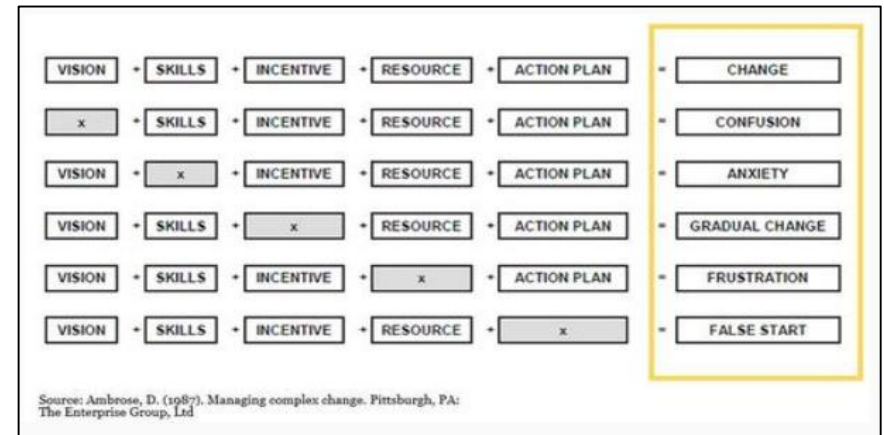 VISION + SKILLS + INCENTIVE + RESOURCE + ACTION PLAN = CHANGE
x + SKILLS + INCENTIVE + RESOURCE + ACTION PLAN = CONFUSION
VISION + x + INCENTIVE + RESOURCE + ACTION PLAN = ANXIETY
VISION + SKILLS + x + RESOURCE + ACTION PLAN = GRADUAL CHANGE
VISION + SKILLS + INCENTIVE + x + ACTION PLAN = FRUSTRATION
VISION + SKILLS + INCENTIVE + RESOURCE + x = FALSE START
Source: Ambrose, D. (1987). Managing complex change. Pittsburgh, PA:
The Enterprise Group, Ltd